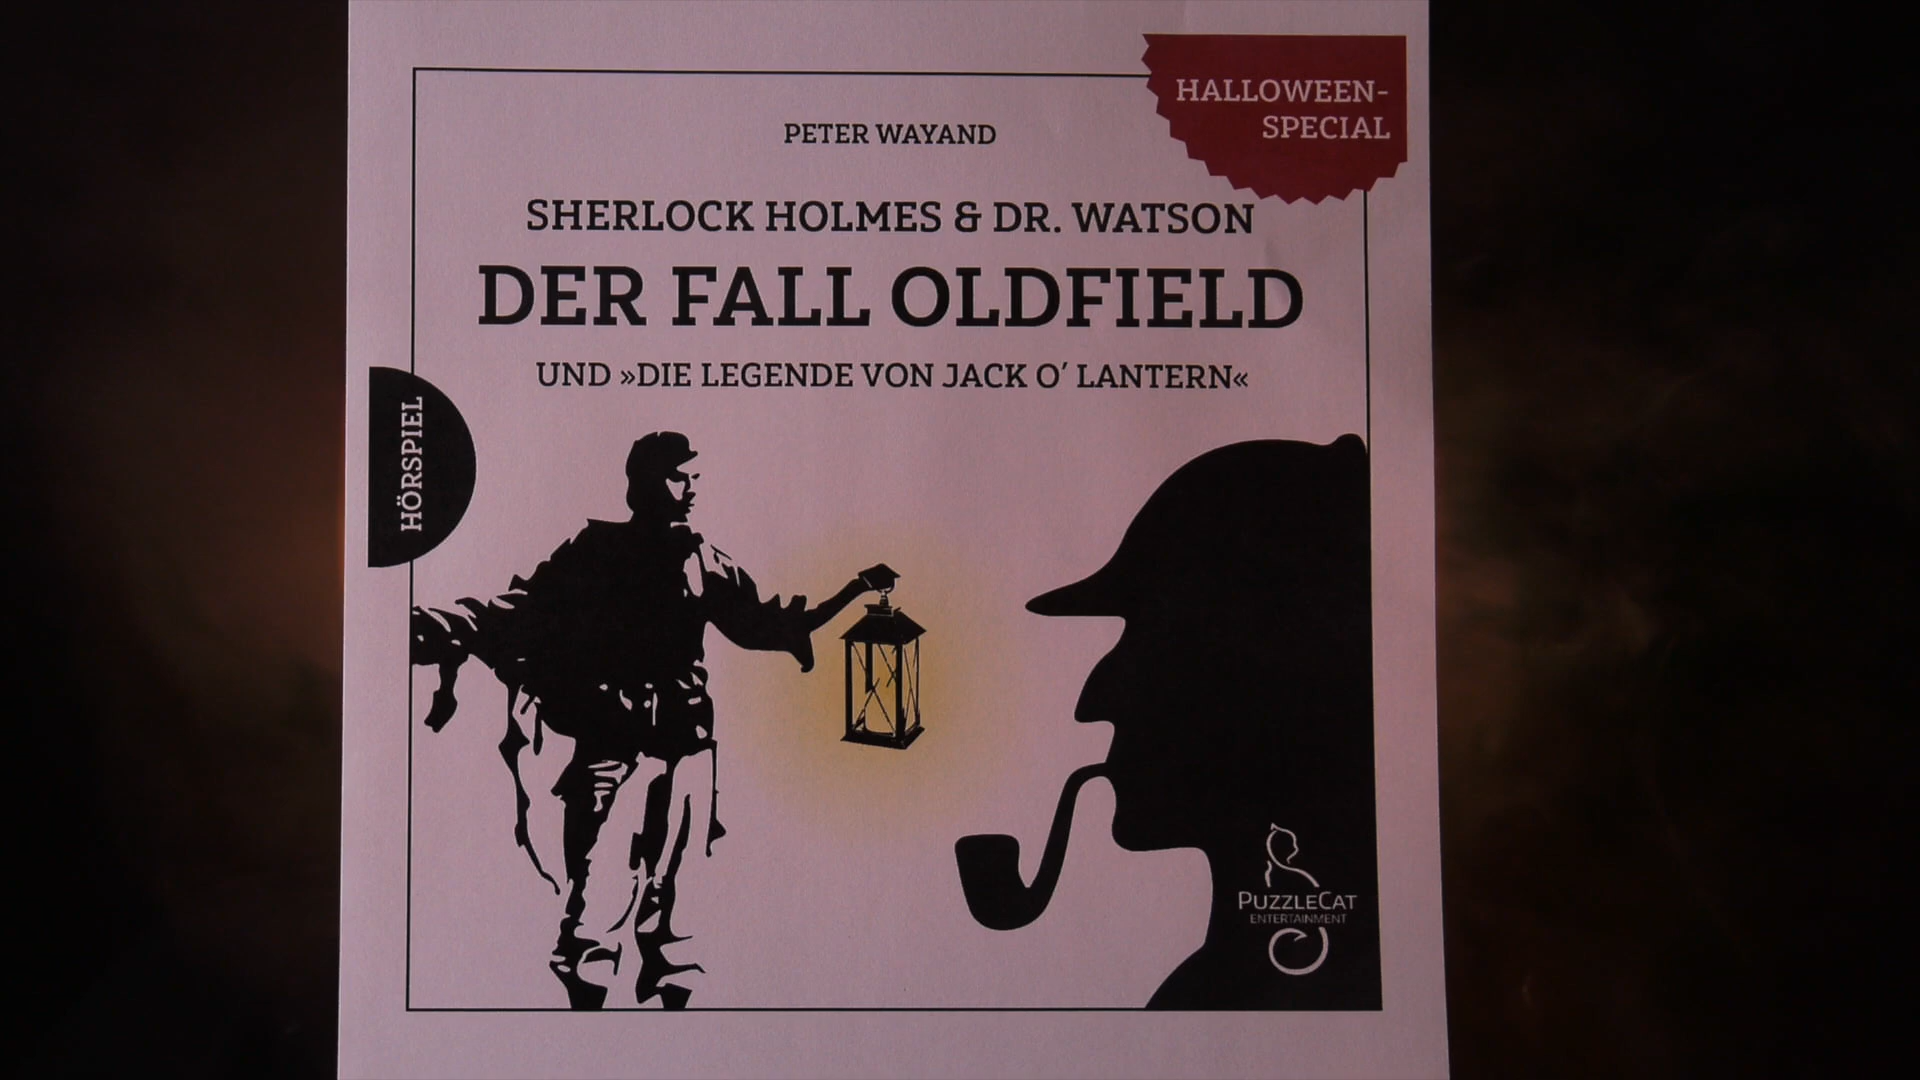 HALLOWEEN-
SPECIAL
PETER WAYAND
SHERLOCK HOLMES & DR. WATSON
DER FALL OLDFIELD
UND »DIE LEGENDE VON JACK O´ LANTERN«
HÖRSPIEL
PUZZLECAT
ENTERTAINMENT